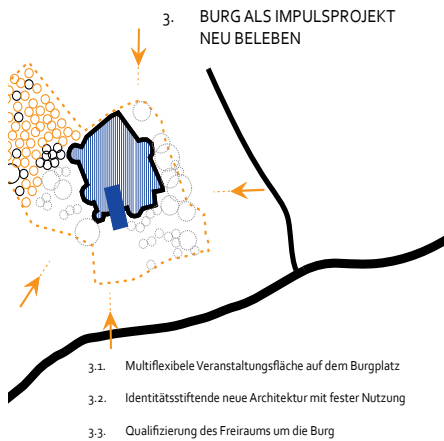 3. BURG ALS IMPULSPROJEKT
NEU BELEBEN
3.1. Multiflexibele Veranstaltungsfläche auf dem Burgplatz
3.2. Identitätsstiftende neue Architektur mit fester Nutzung
3.3. Qualifizierung des Freiraums um die Burg